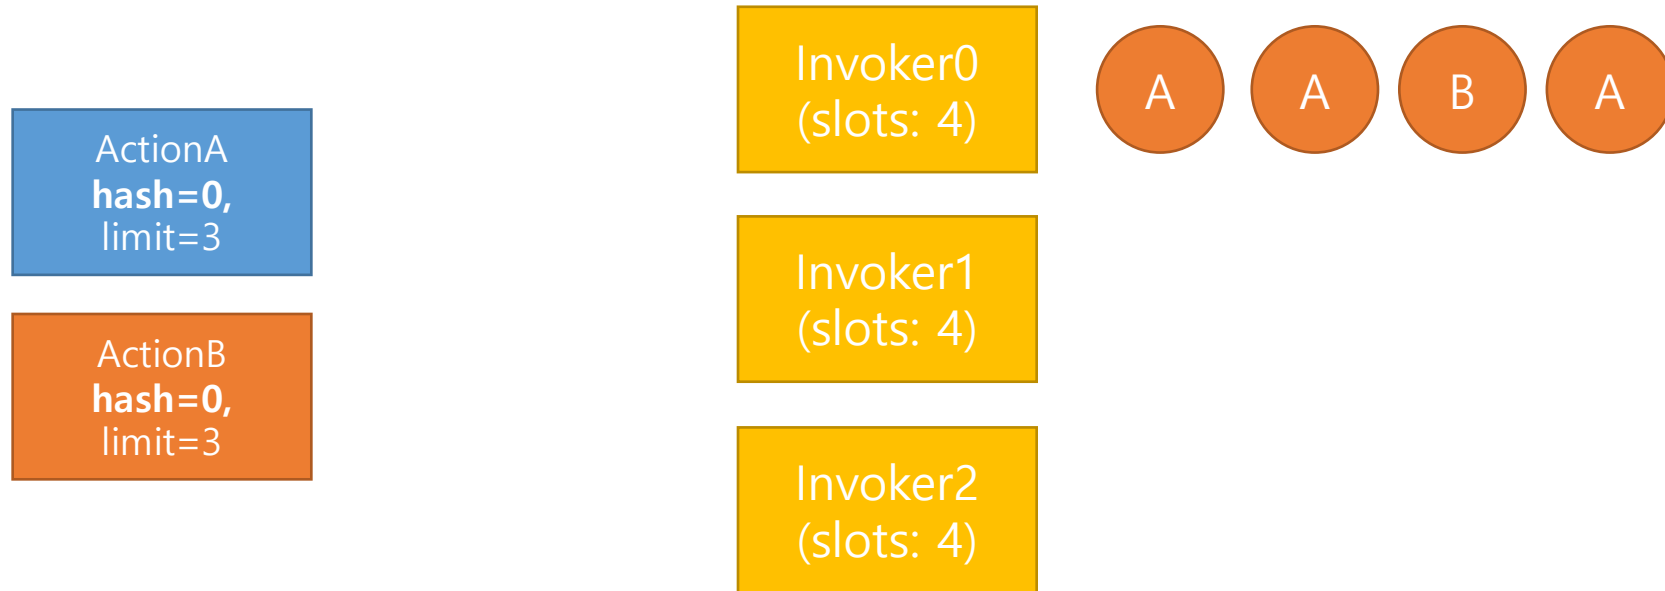 ActionA
hash=0,
limit=3
ActionB
hash=0,
limit=3
Invoker0
(slots: 4)
A A B A
Invoker1
(slots: 4)
Invoker2
(slots: 4)